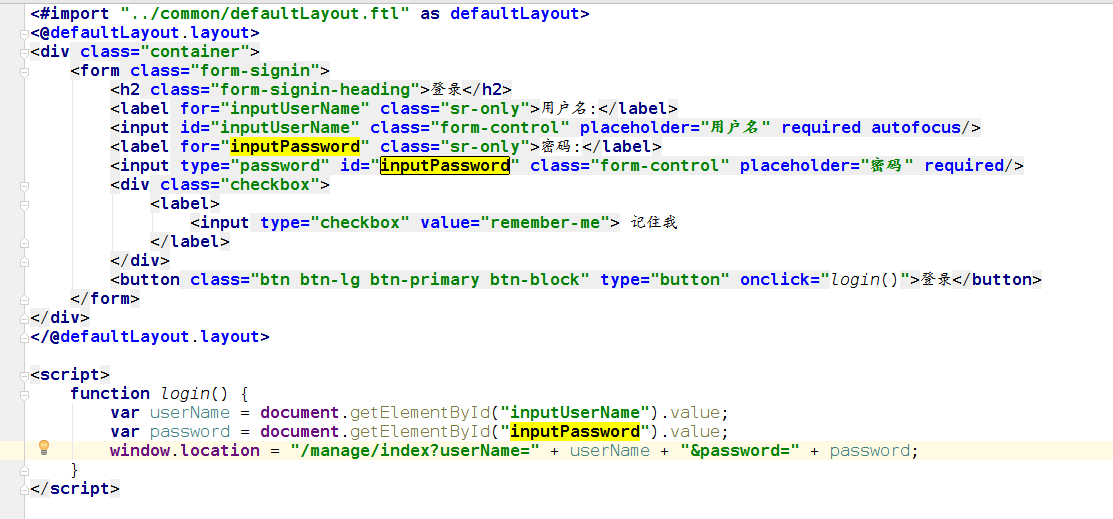 <#import "../common/defaultLayout.ftl" as defaultLayout>
<@defaultLayout.layout>
<div class="container">
    <form class="form-signin">
        <h2 class="form-signin-heading">登录</h2>
        <label for="inputUserName" class="sr-only">用户名:</label>
        <input id="inputUserName" class="form-control" placeholder="用户名" required autofocus/>
        <label for="inputPassword" class="sr-only">密码:</label>
        <input type="password" id="inputPassword" class="form-control" placeholder="密码" required/>
        <div class="checkbox">
            <label>
                <input type="checkbox" value="remember-me"> 记住我
            </label>
        </div>
        <button class="btn btn-lg btn-primary btn-block" type="button" onclick="login()">登录</button>
    </form>
</div>
</@defaultLayout.layout>

<script>
    function login() {
        var userName = document.getElementById("inputUserName").value;
        var password = document.getElementById("inputPassword").value;
        window.location = "/manage/index?userName=" + userName + "&password=" + password;
    }
</script>